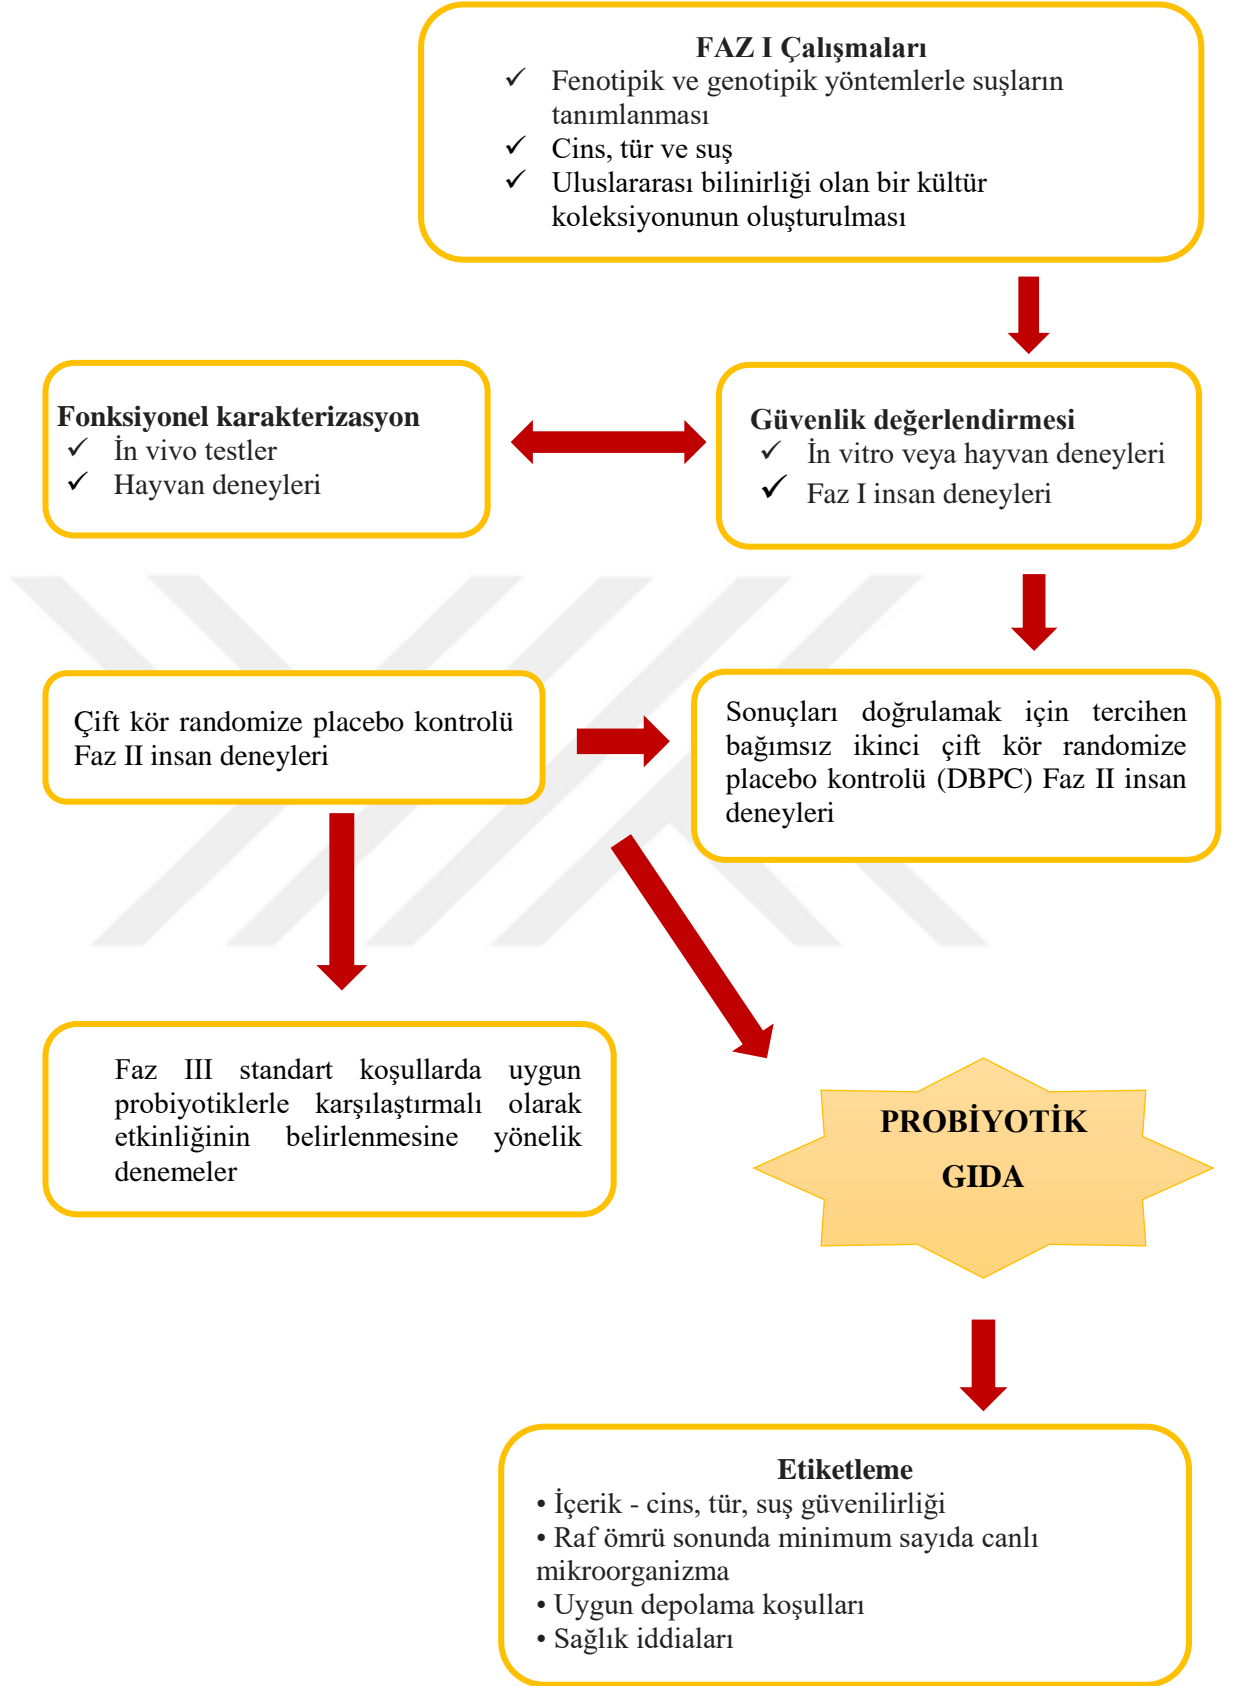 FAZ I Çalışmaları
✓ Fenotipik ve genotipik yöntemlerle suşların
tanımlanması
✓ Cins, tür ve suş
✓ Uluslararası bilinirliği olan bir kültür
koleksiyonunun oluşturulması
Fonksiyonel karakterizasyon
✓ İn vivo testler
✓ Hayvan deneyleri
Güvenlik değerlendirmesi
✓ İn vitro veya hayvan deneyleri
✓ Faz I insan deneyleri
Çift kör randomize placebo kontrolü
Faz II insan deneyleri
Sonuçları doğrulamak için tercihen
bağımsız ikinci çift kör randomize
placebo kontrolü (DBPC) Faz II insan
deneyleri
Faz III standart koşullarda uygun
probiyotiklerle karşılaştırmalı olarak
etkinliğinin belirlenmesine yönelik
denemeler
PROBİYOTİK
GIDA
Etiketleme
• İçerik - cins, tür, suş güvenilirliği
• Raf ömrü sonunda minimum sayıda canlı
mikroorganizma
• Uygun depolama koşulları
• Sağlık iddiaları